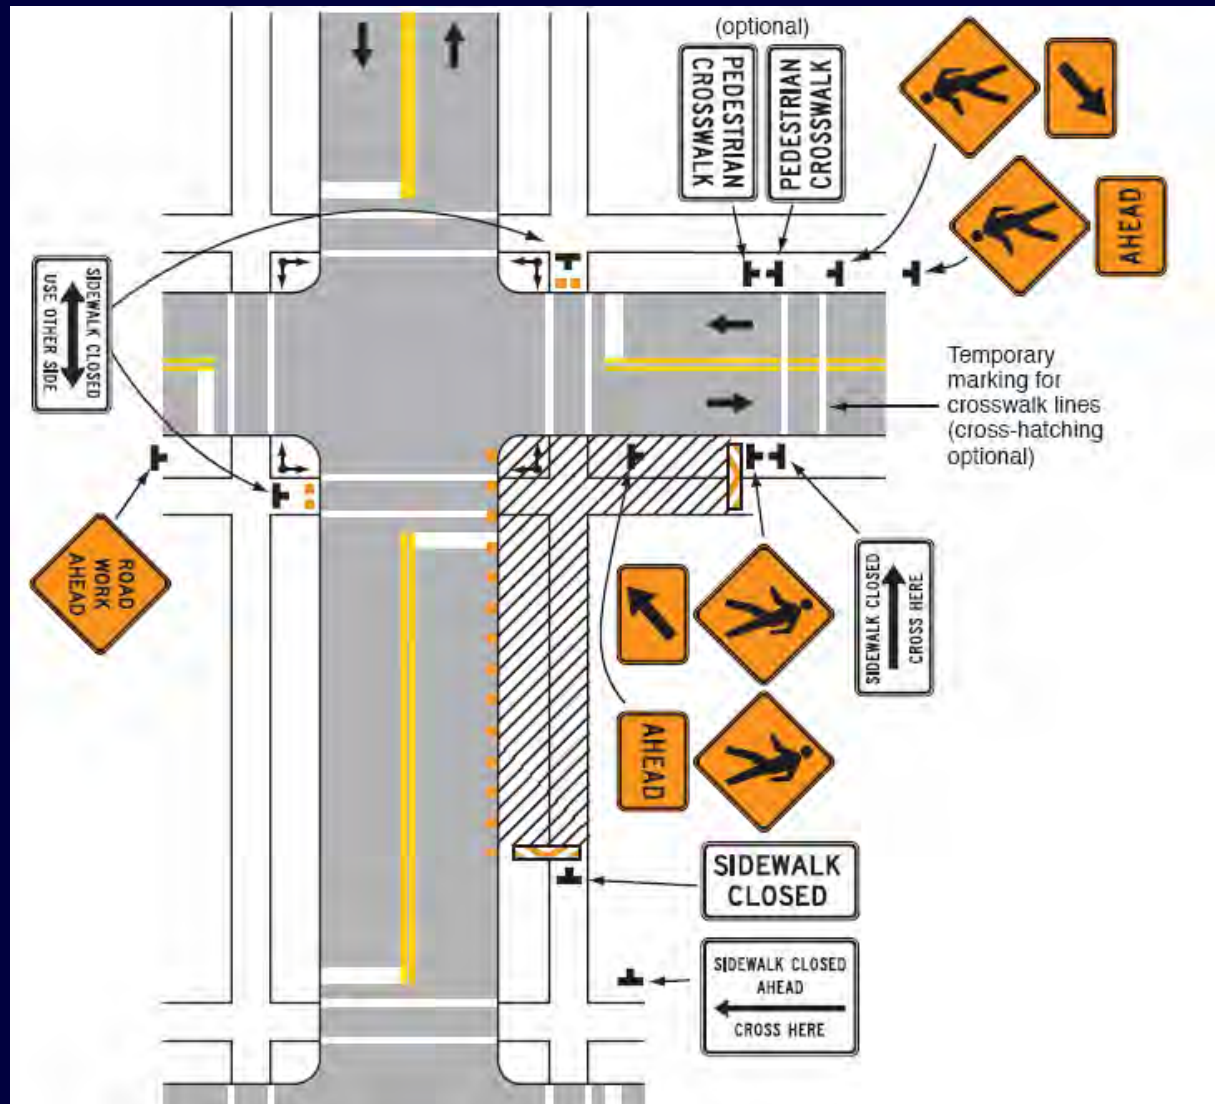 (optional)
PEDESTRIAN
CROSSWALK
PEDESTRIAN
CROSSWALK
AHEAD
SIDEWALK CLOSED
USE OTHER SIDE
Temporary
marking for
crosswalk lines
(cross-hatching
optional)
ROAD
WORK
AHEAD
SIDEWALK CLOSED
CROSS HERE
AHEAD
SIDEWALK
CLOSED
SIDEWALK CLOSED
AHEAD
CROSS HERE